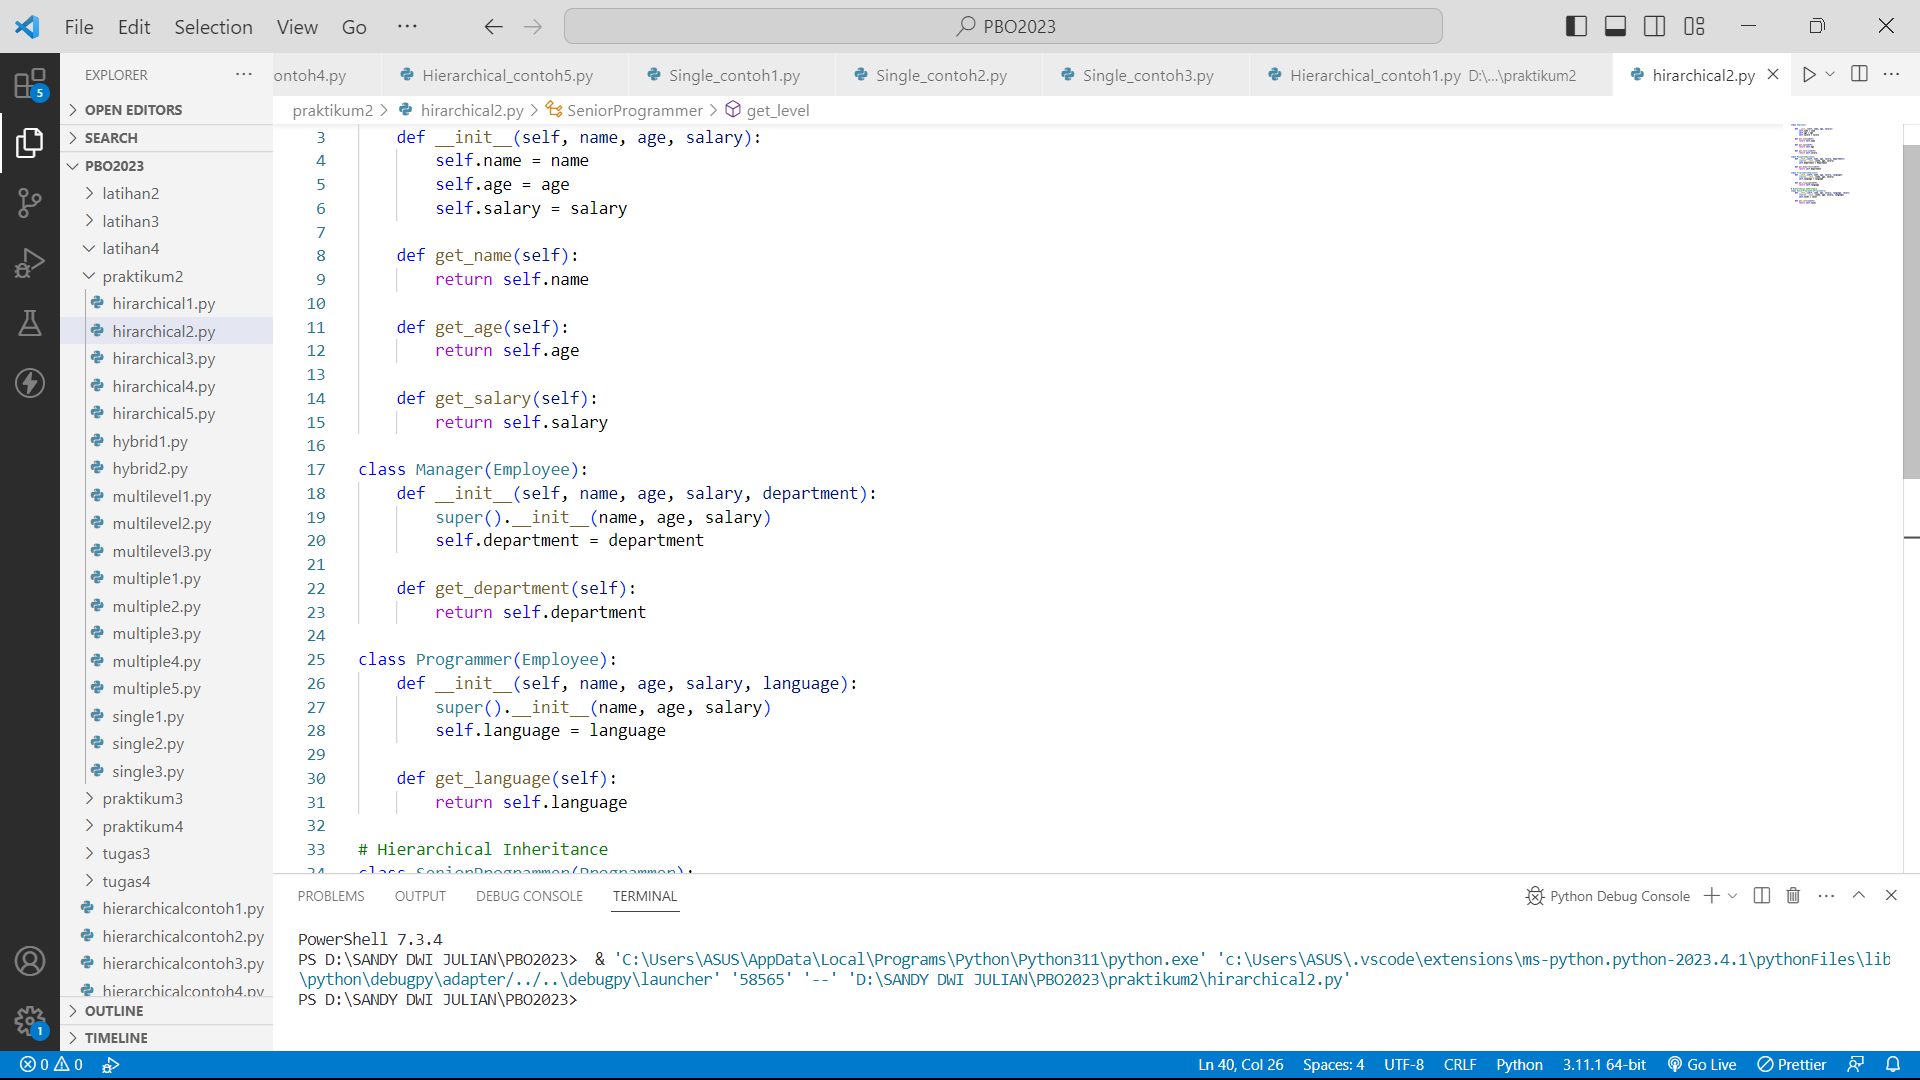 File Edit Selection View Go ··· PBO2023
EXPLORER ···
ontoh4.py Hierarchical_contoh5.py Single_contoh1.py Single_contoh2.py Single_contoh3.py Hierarchical_contoh1.py D:\...\praktikum2 hirarchical2.py
praktikum2 > hirarchical2.py > SeniorProgrammer > get_level
5
OPEN EDITORS
SEARCH
PBO2023
latihan2
latihan3
latihan4
praktikum2
hirarchical1.py
hirarchical2.py
hirarchical3.py
hirarchical4.py
hirarchical5.py
hybrid1.py
hybrid2.py
multilevel1.py
multilevel2.py
multilevel3.py
multiple1.py
multiple2.py
multiple3.py
multiple4.py
multiple5.py
single1.py
single2.py
single3.py
praktikum3
praktikum4
tugas3
tugas4
hierarchicalcontoh1.py
hierarchicalcontoh2.py
hierarchicalcontoh3.py
hierarchicalcontoh4.py
OUTLINE
TIMELINE
1
3 def __init__(self, name, age, salary):
4 self.name = name
5 self.age = age
6 self.salary = salary
7
8 def get_name(self):
9 return self.name
10
11 def get_age(self):
12 return self.age
13
14 def get_salary(self):
15 return self.salary
16
17 class Manager(Employee):
18 def __init__(self, name, age, salary, department):
19 super().__init__(name, age, salary)
20 self.department = department
21
22 def get_department(self):
23 return self.department
24
25 class Programmer(Employee):
26 def __init__(self, name, age, salary, language):
27 super().__init__(name, age, salary)
28 self.language = language
29
30 def get_language(self):
31 return self.language
32
33 # Hierarchical Inheritance
34 class SeniorProgrammer(Programmer):
PROBLEMS OUTPUT DEBUG CONSOLE TERMINAL Python Debug Console
PowerShell 7.3.4
PS D:\SANDY DWI JULIAN\PBO2023> & 'C:\Users\ASUS\AppData\Local\Programs\Python\Python311\python.exe' 'c:\Users\ASUS\.vscode\extensions\ms-python.python-2023.4.1\pythonFiles\lib
\python\debugpy\adapter/../..\debugpy\launcher' '58565' '--' 'D:\SANDY DWI JULIAN\PBO2023\praktikum2\hirarchical2.py'
PS D:\SANDY DWI JULIAN\PBO2023>
0 0 Ln 40, Col 26 Spaces: 4 UTF-8 CRLF Python 3.11.1 64-bit Go Live Prettier